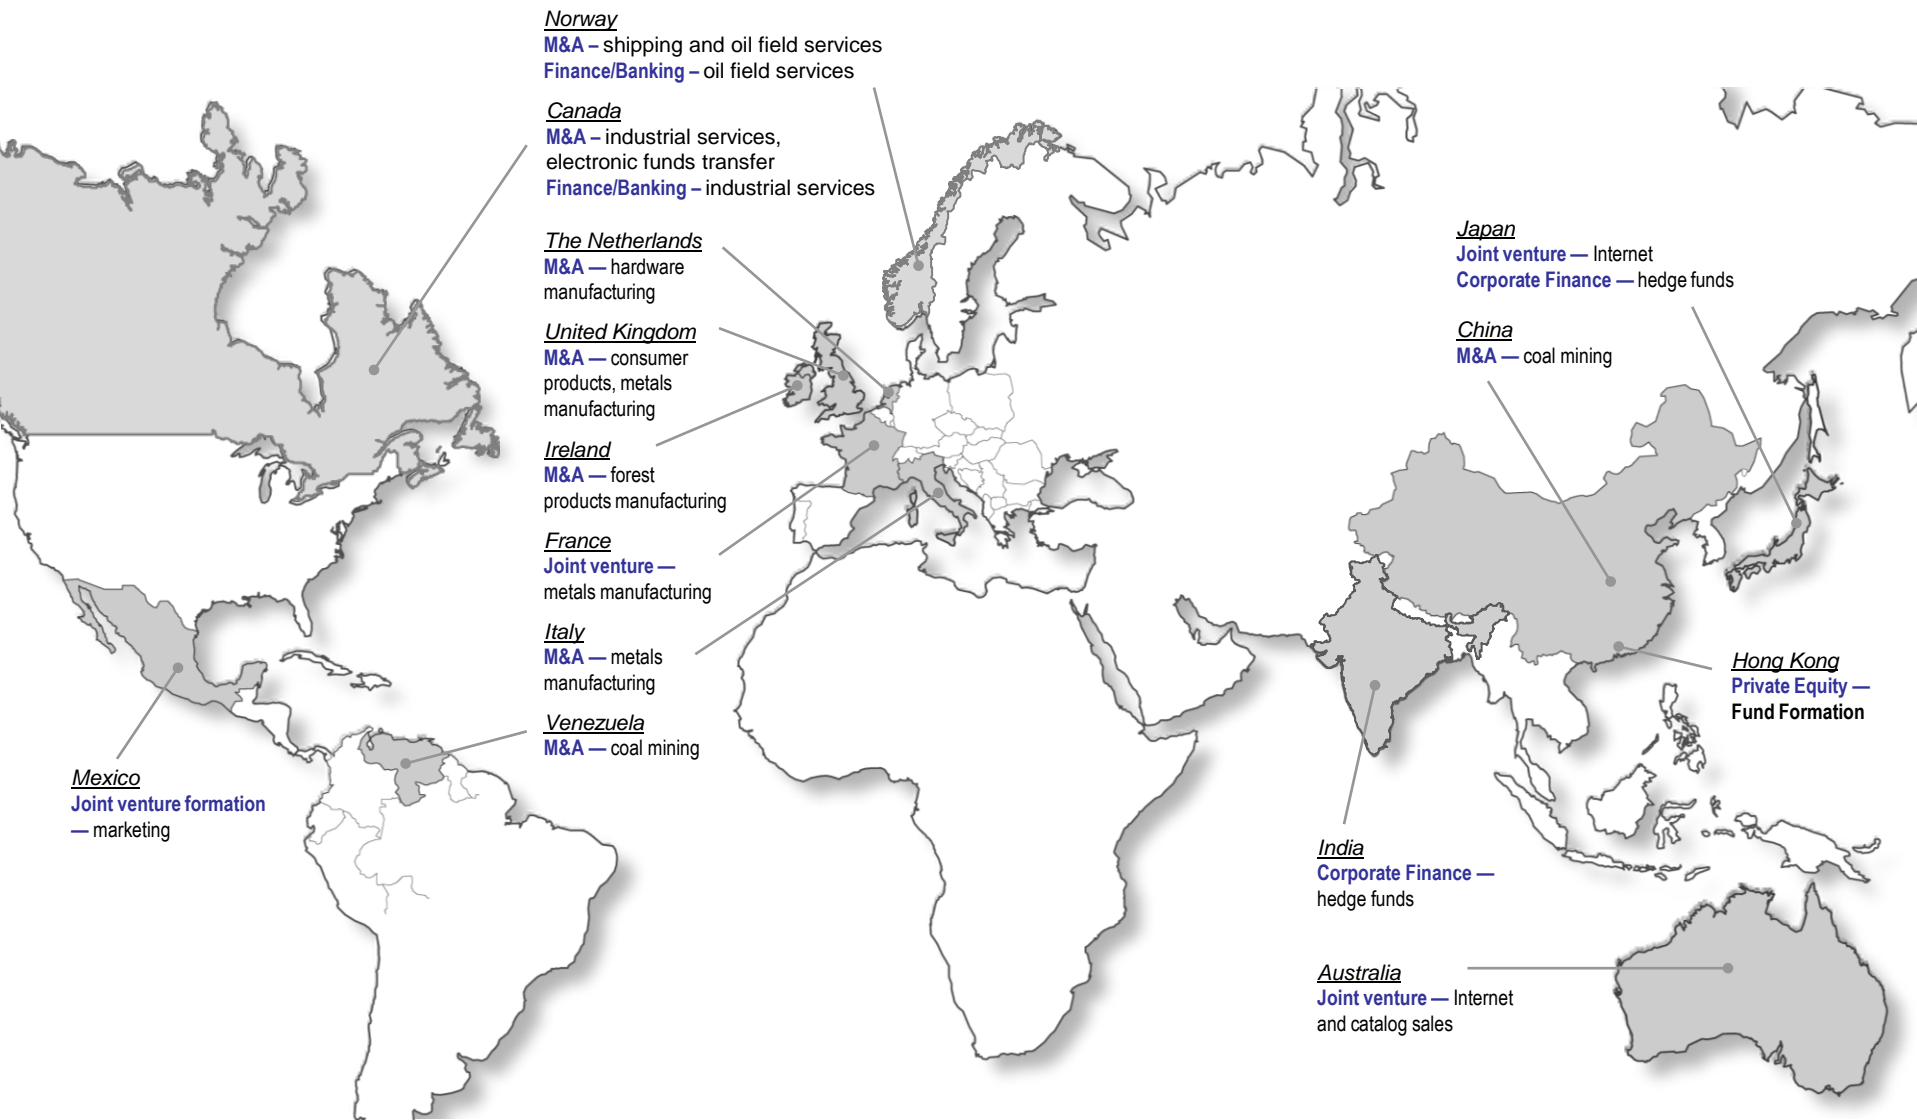 Norway
M&A – shipping and oil field services
Finance/Banking – oil field services
Canada
M&A – industrial services,
electronic funds transfer
Finance/Banking – industrial services
The Netherlands
M&A — hardware
manufacturing
United Kingdom
M&A — consumer
products, metals
manufacturing
Ireland
M&A — forest
products manufacturing
France
Joint venture —
metals manufacturing
Italy
M&A — metals
manufacturing
Venezuela
M&A — coal mining
Mexico
Joint venture formation
— marketing
Japan
Joint venture — Internet
Corporate Finance — hedge funds
China
M&A — coal mining
Hong Kong
Private Equity —
Fund Formation
India
Corporate Finance —
hedge funds
Australia
Joint venture — Internet
and catalog sales